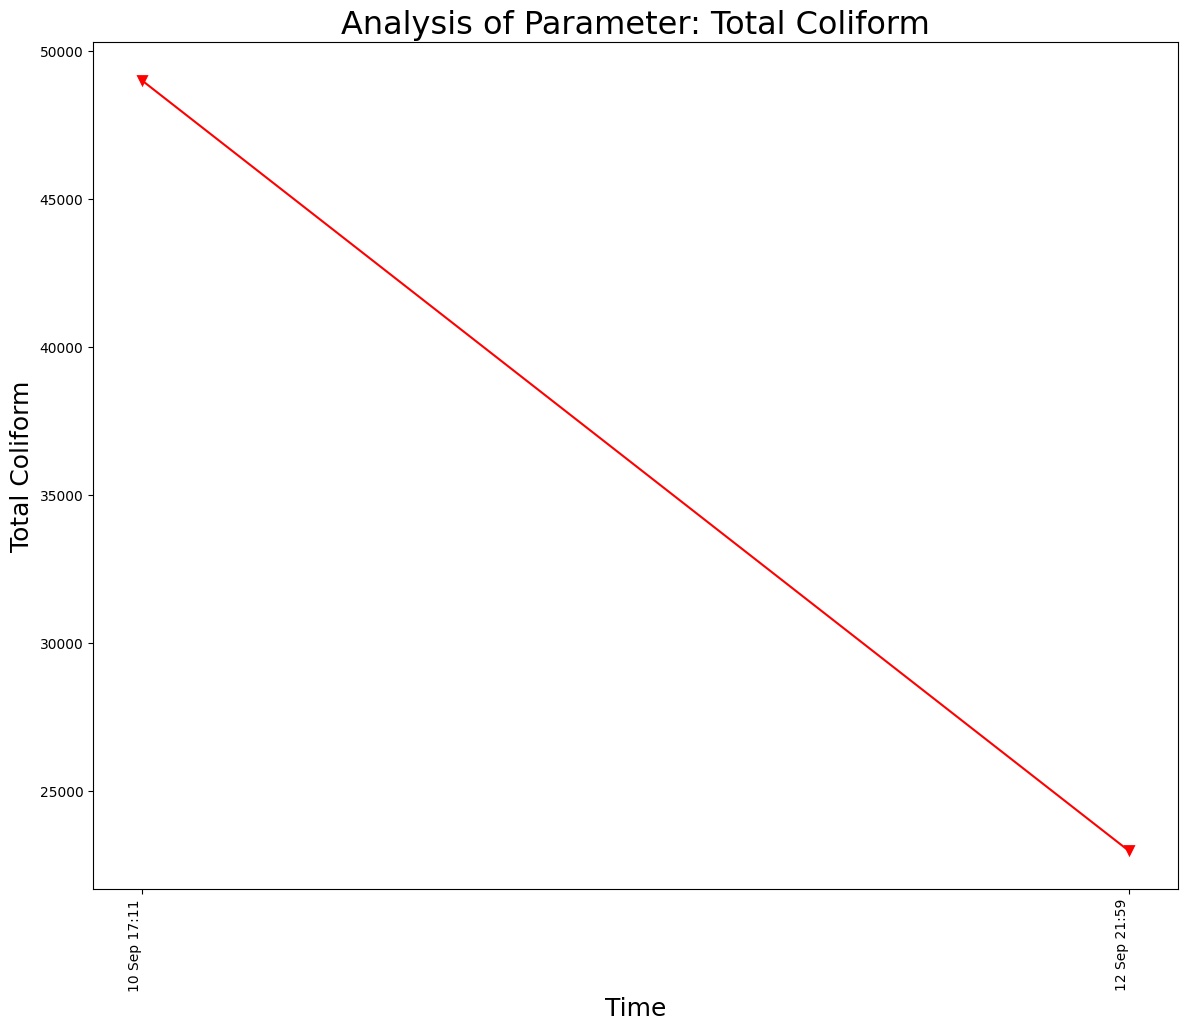 Analysis of Parameter: Total Coliform
50000
45000
40000
35000
30000
25000
Total Coliform
10 Sep 17:11
12 Sep 21:59
Time